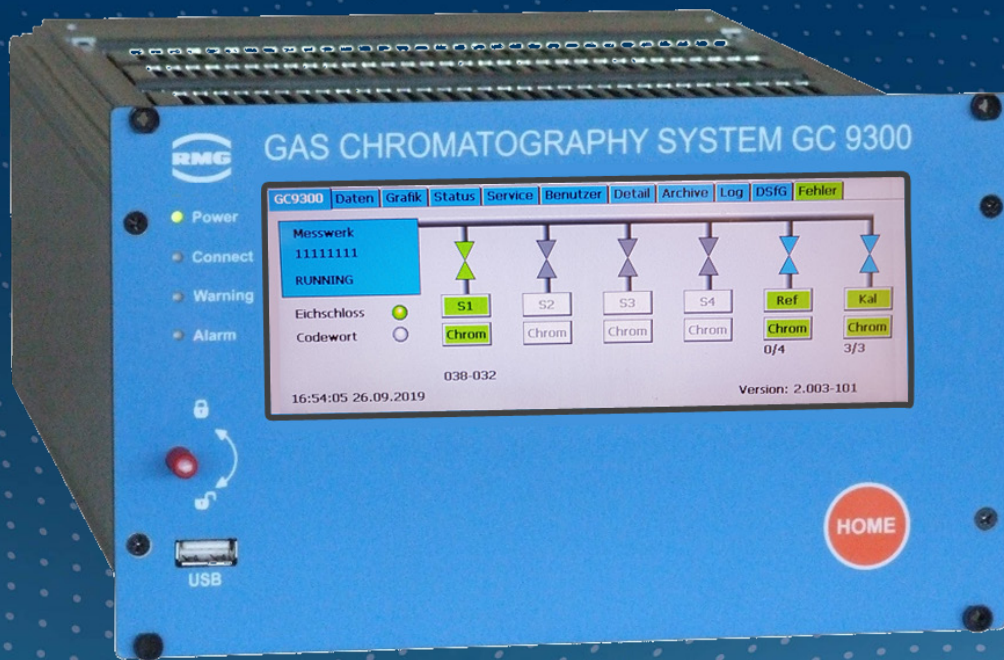 RMG
GAS CHROMATOGRAPHY SYSTEM GC 9300
Power
Connect
Warning
Alarm
GC9300 Daten Grafik Status Service Benutzer Detail Archive Log DSfG Fehler
Messwerk
11111111
RUNNING
Eichschloss
Codewort
S1 S2 S3 S4 Ref Kal
Chrom Chrom Chrom Chrom Chrom Chrom
0/4 3/3
038-032
16:54:05 26.09.2019
Version: 2.003-101
HOME
USB